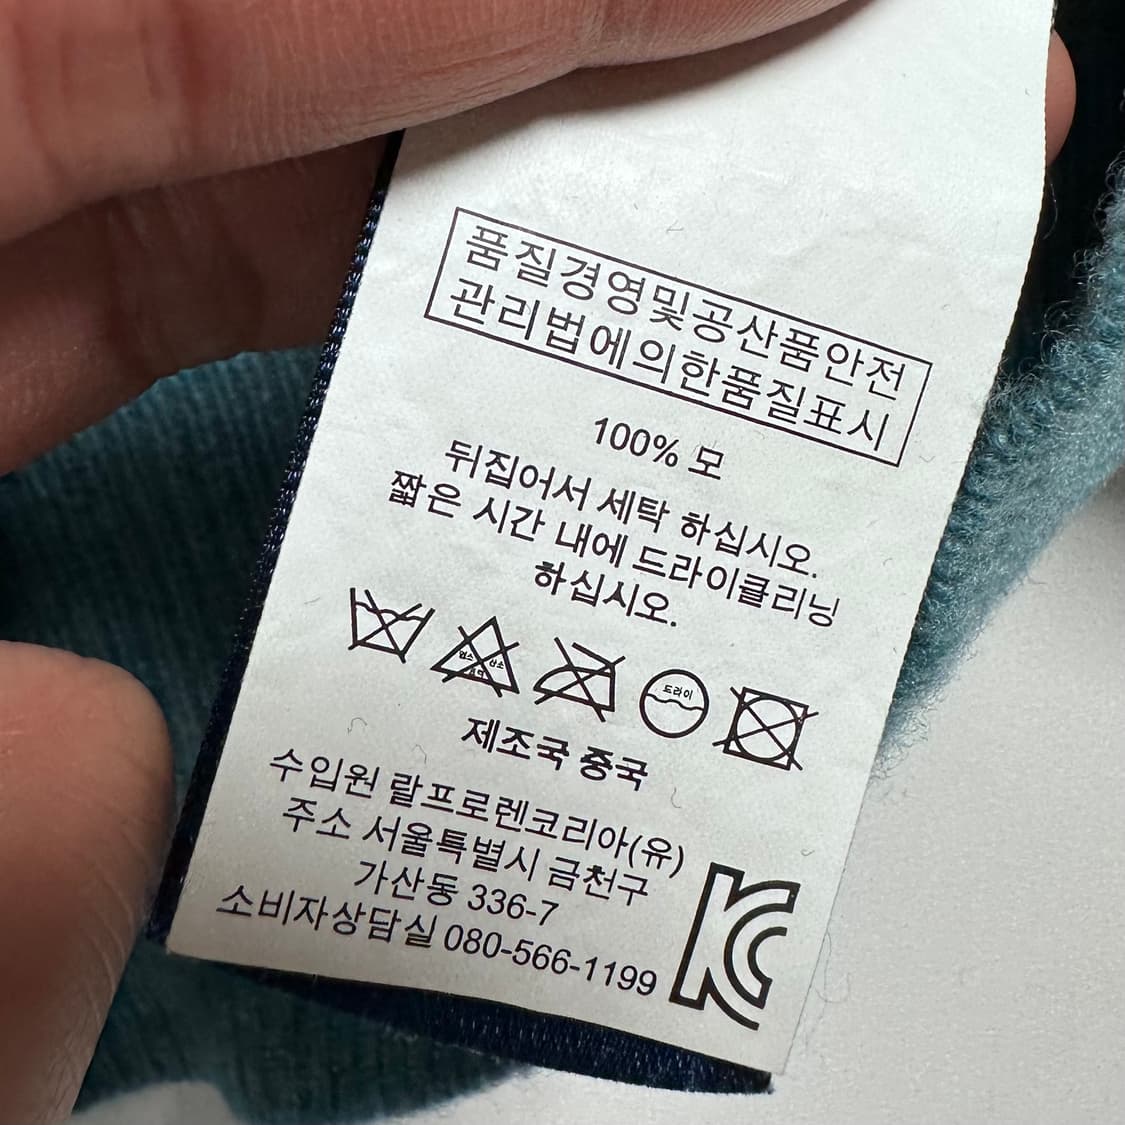 품질경영및공산품안전
관리법에의한품질표시
100% 모
뒤집어서 세탁 하십시오.
짧은 시간 내에 드라이클리닝
하십시오.
드라이
제조국 중국
수입원 랄프로렌코리아(유)
주소 서울특별시 금천구
가산동 336-7
소비자상담실 080-566-1199
KC